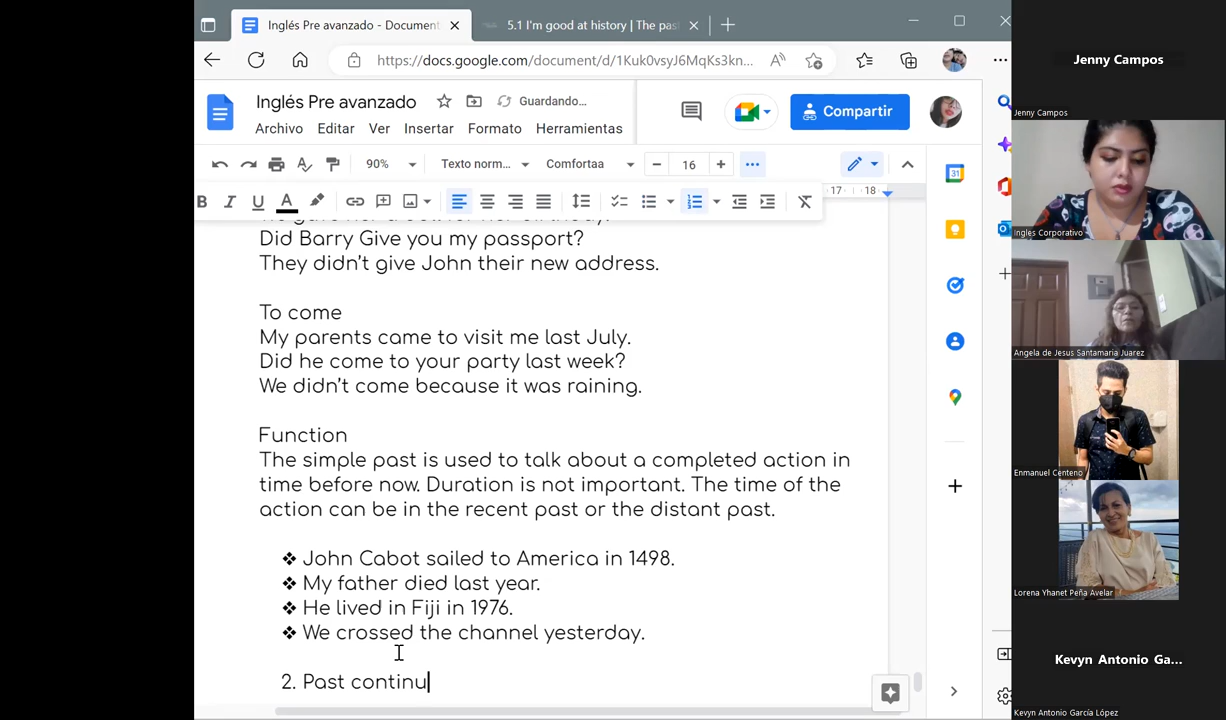 Inglés Pre avanzado - Document
5.1 I'm good at history | The pas
https://docs.google.com/document/d/1Kuk0vsyJ6MqKs3kn...
Inglés Pre avanzado
Guardando...
Compartir
Archivo Editar Ver Insertar Formato Herramientas
90% Texto norm... Comfortaa 16
17 18
Did Barry Give you my passport?
They didn't give John their new address.
To come
My parents came to visit me last July.
Did he come to your party last week?
We didn't come because it was raining.
Function
The simple past is used to talk about a completed action in
time before now. Duration is not important. The time of the
action can be in the recent past or the distant past.
❖ John Cabot sailed to America in 1498.
❖ My father died last year.
❖ He lived in Fiji in 1976.
❖ We crossed the channel yesterday.
2. Past continu
Jenny Campos
Jenny Campos
Ingles Corporativo -
Angela de Jesus Santamaria Juarez
Enmanuel Centeno
Lorena Yhanet Peña Avelar
Kevyn Antonio Ga...
Kevyn Antonio García López